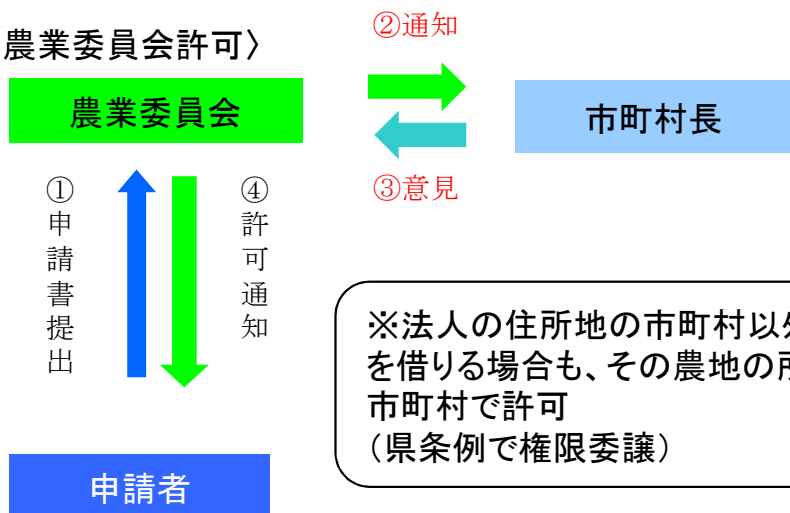 農業委員会許可〉
②通知
農業委員会
市町村長
③意見
①申請書提出
④許可通知
※法人の住所地の市町村以外
を借りる場合も、その農地の所
市町村で許可
（県条例で権限委譲）
申請者